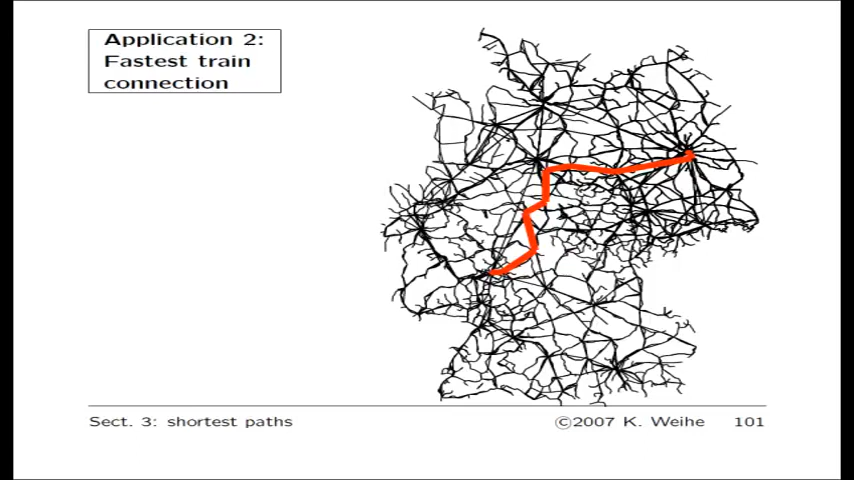 Application 2:
Fastest train
connection
Sect. 3: shortest paths
©2007 K. Weihe 101